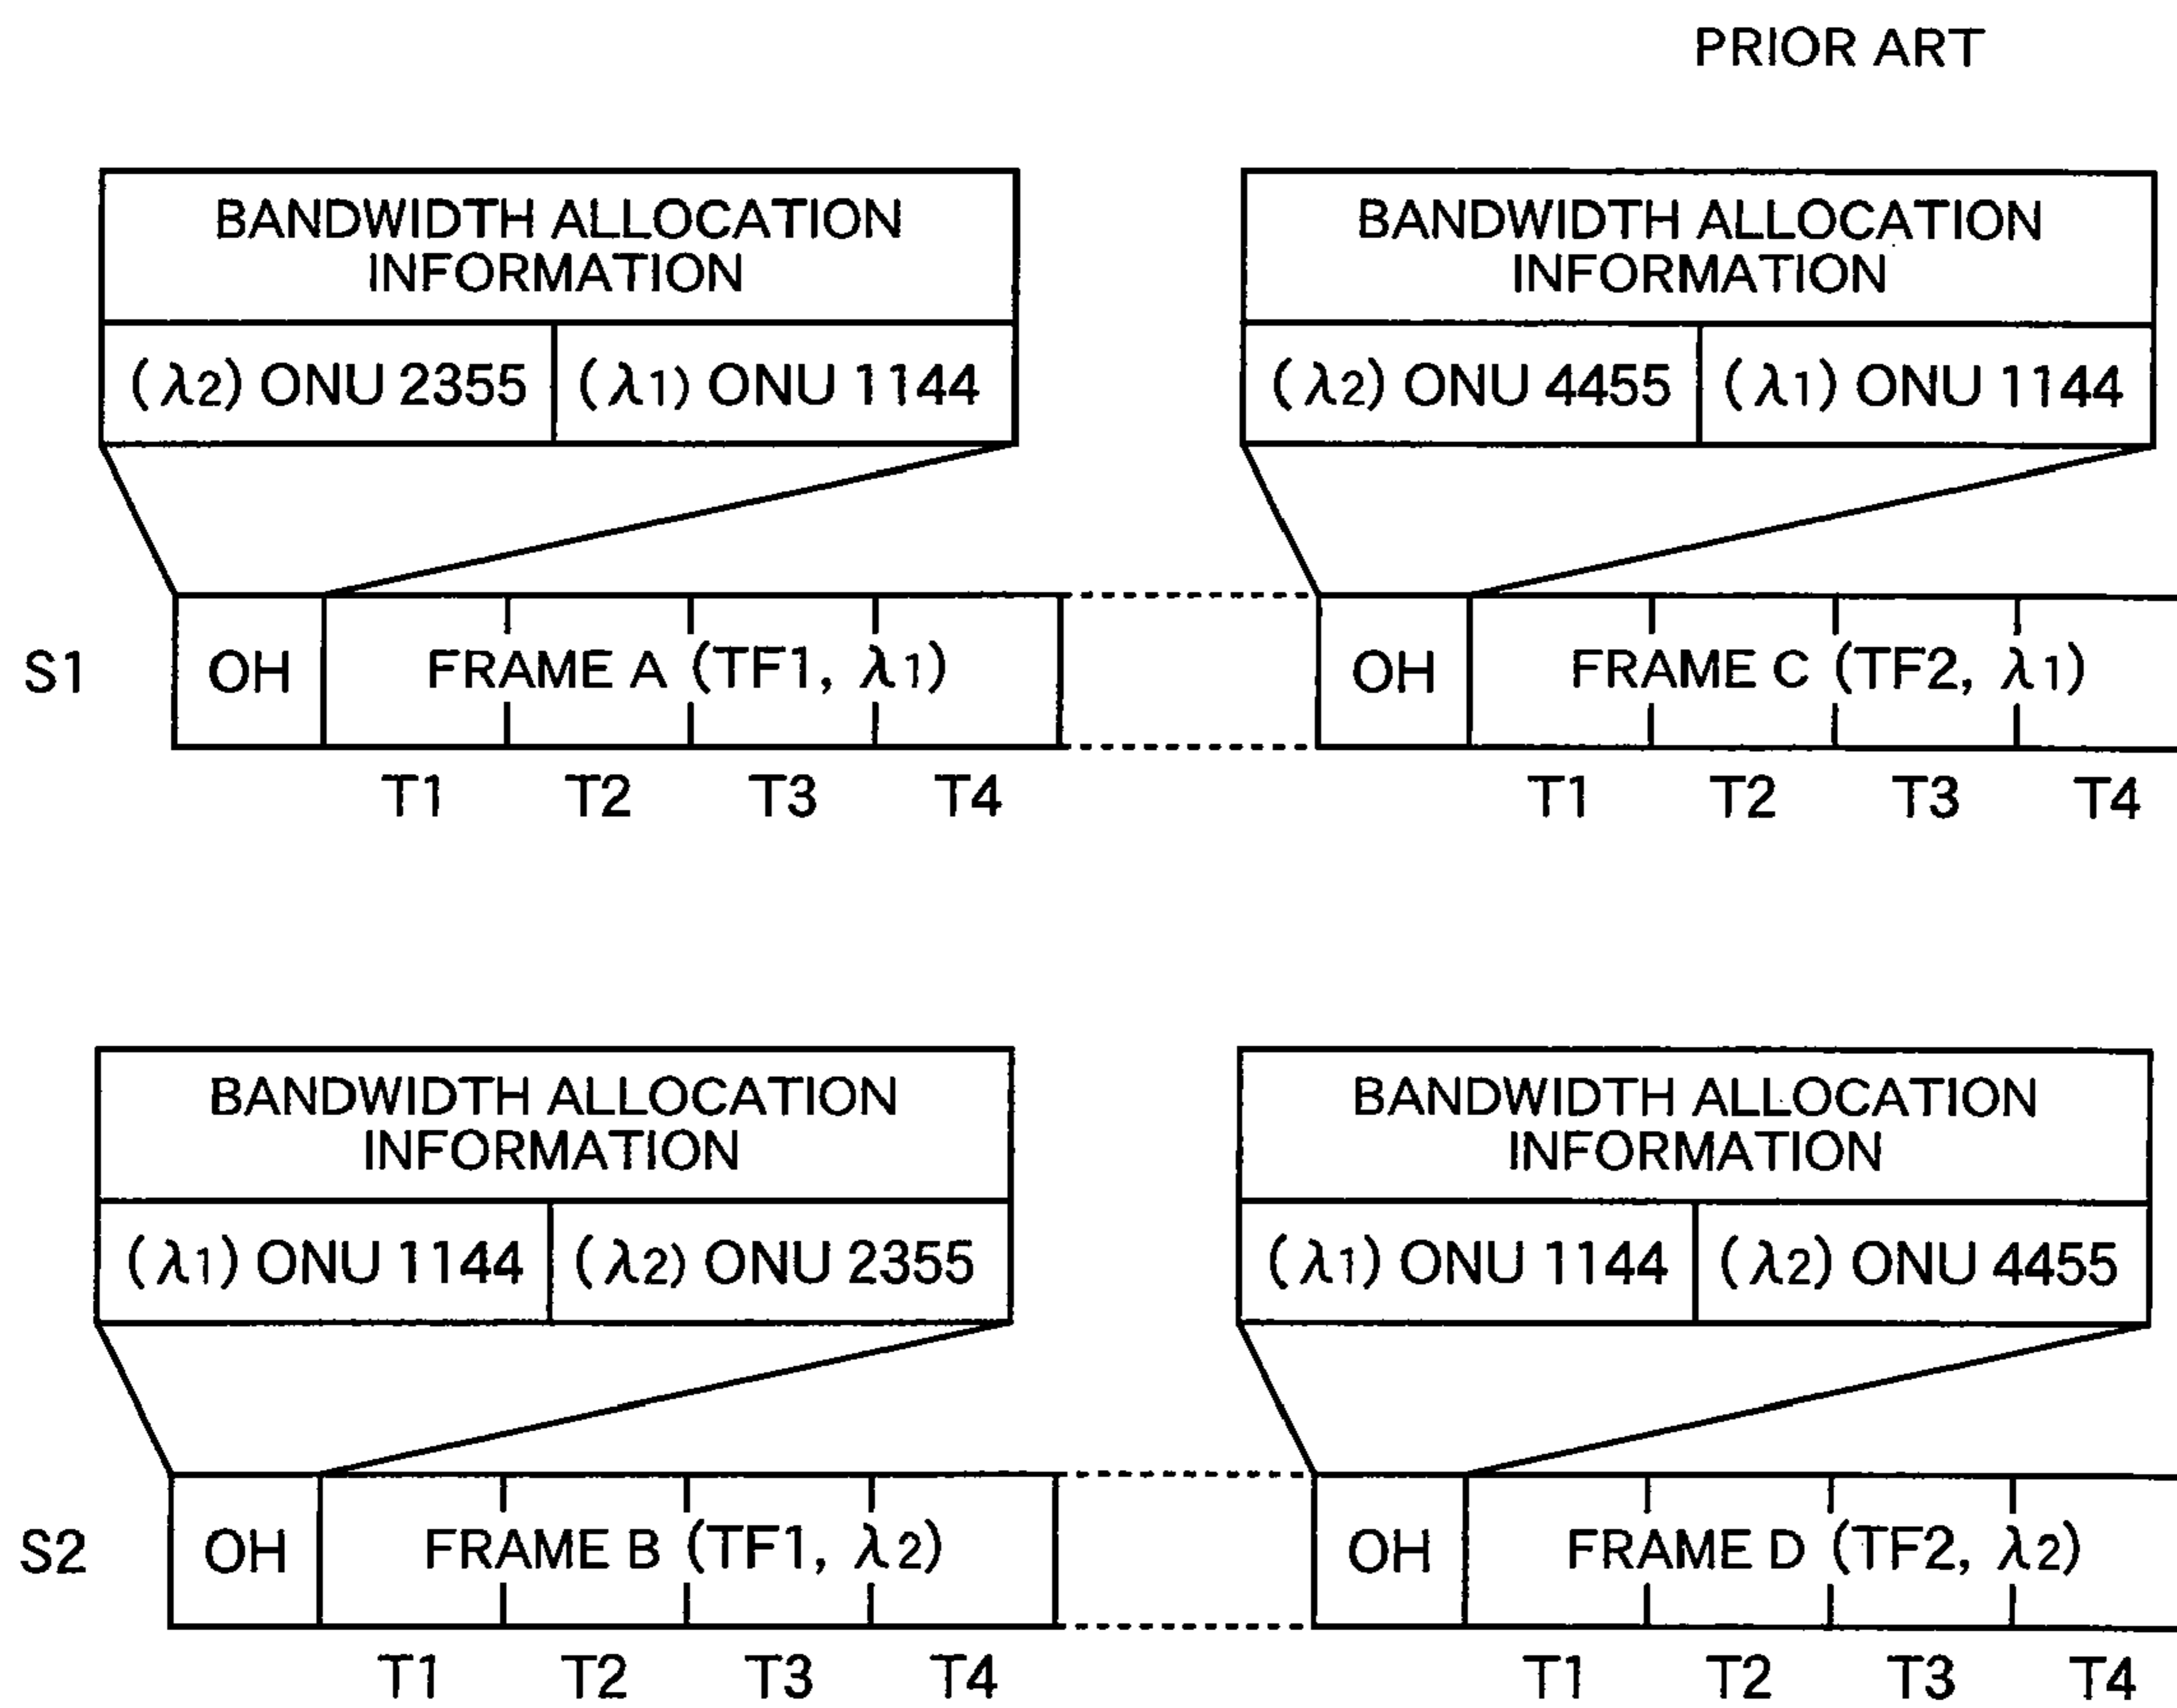 PRIOR ART
BANDWIDTH ALLOCATION
INFORMATION
(λ2) ONU 2355 (λ1) ONU 1144
BANDWIDTH ALLOCATION
INFORMATION
(λ2) ONU 4455 (λ1) ONU 1144
S1 OH FRAME A (TF1, λ1) OH FRAME C (TF2, λ1)
T1 T2 T3 T4 T1 T2 T3 T4
BANDWIDTH ALLOCATION
INFORMATION
(λ1) ONU 1144 (λ2) ONU 2355
BANDWIDTH ALLOCATION
INFORMATION
(λ1) ONU 1144 (λ2) ONU 4455
S2 OH FRAME B (TF1, λ2) OH FRAME D (TF2, λ2)
T1 T2 T3 T4 T1 T2 T3 T4